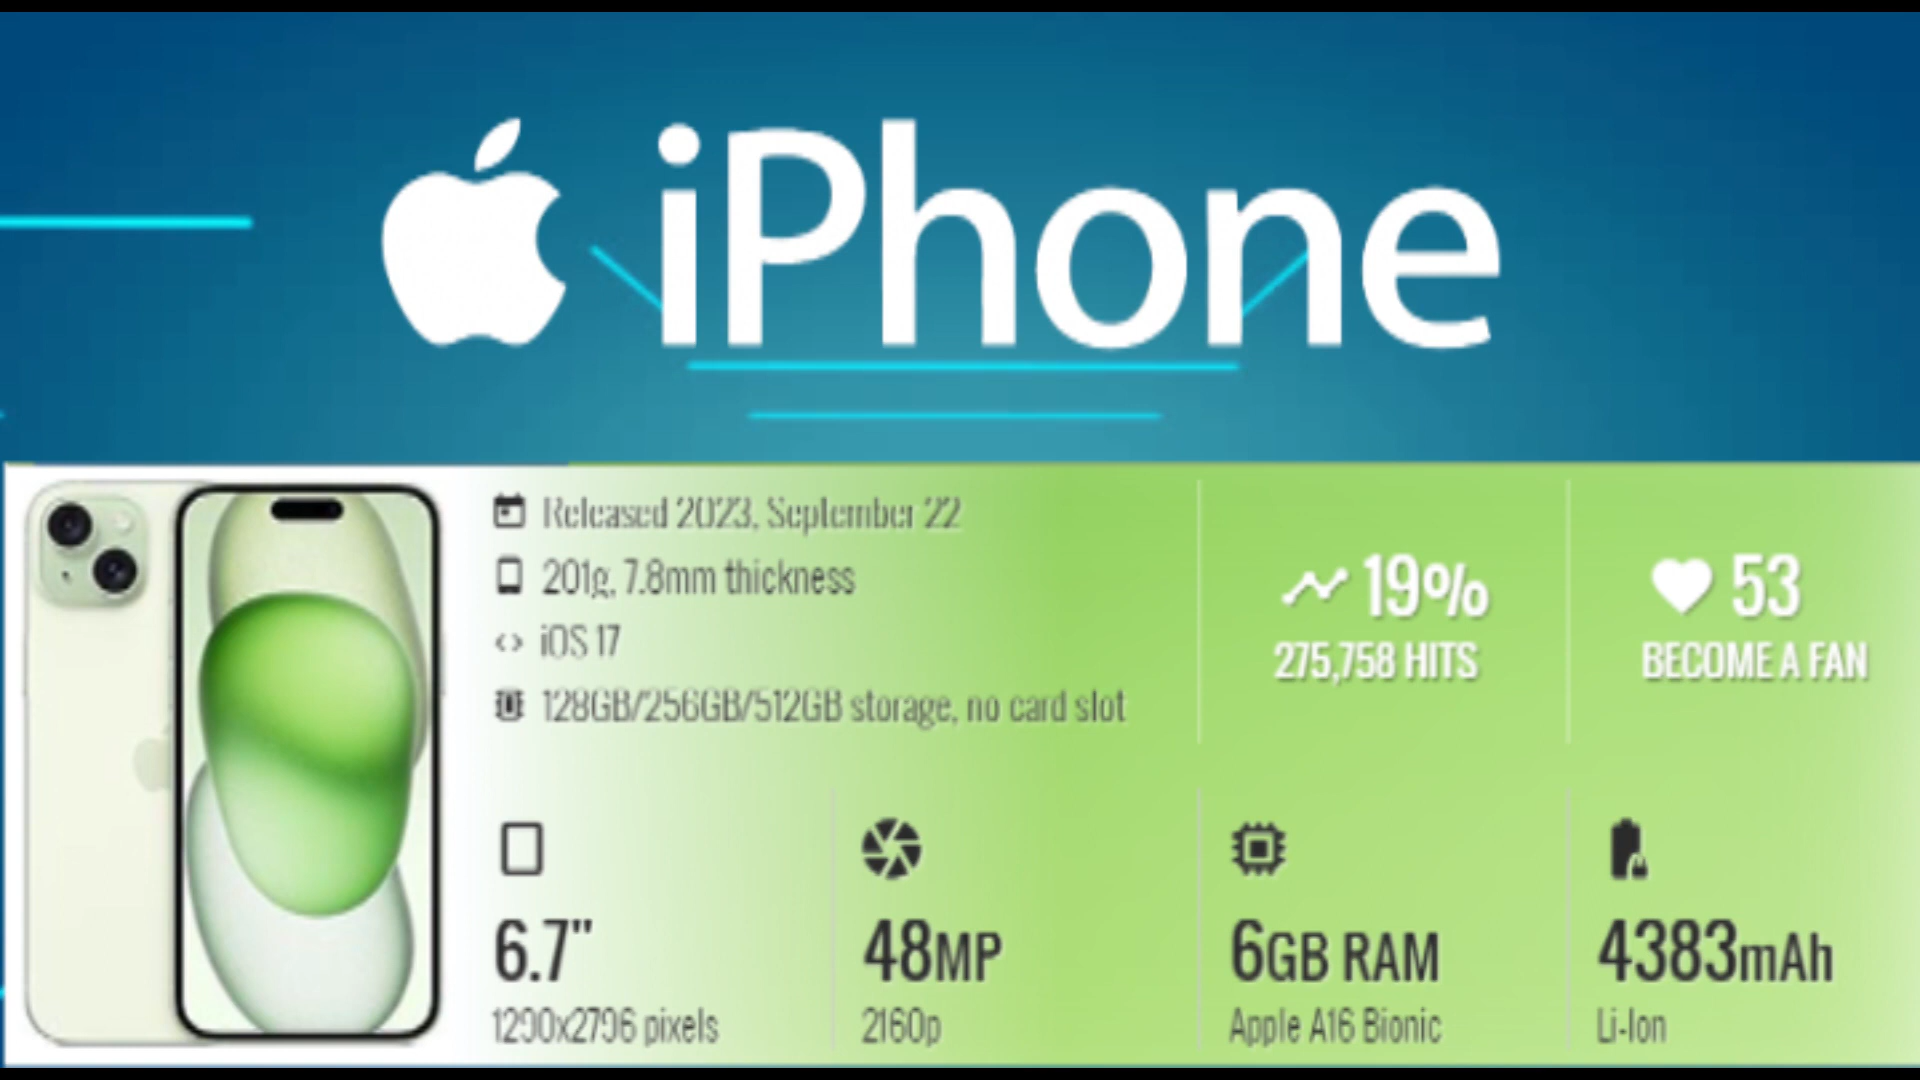 iPhone
Released 2023, September 22
201g, 7.8mm thickness
iOS 17
128GB/256GB/512GB storage, no card slot
19%
275,758 HITS
53
BECOME A FAN
6.7"
1290x2796 pixels
48MP
2160p
6GB RAM
Apple A16 Bionic
4383mAh
Li-Ion